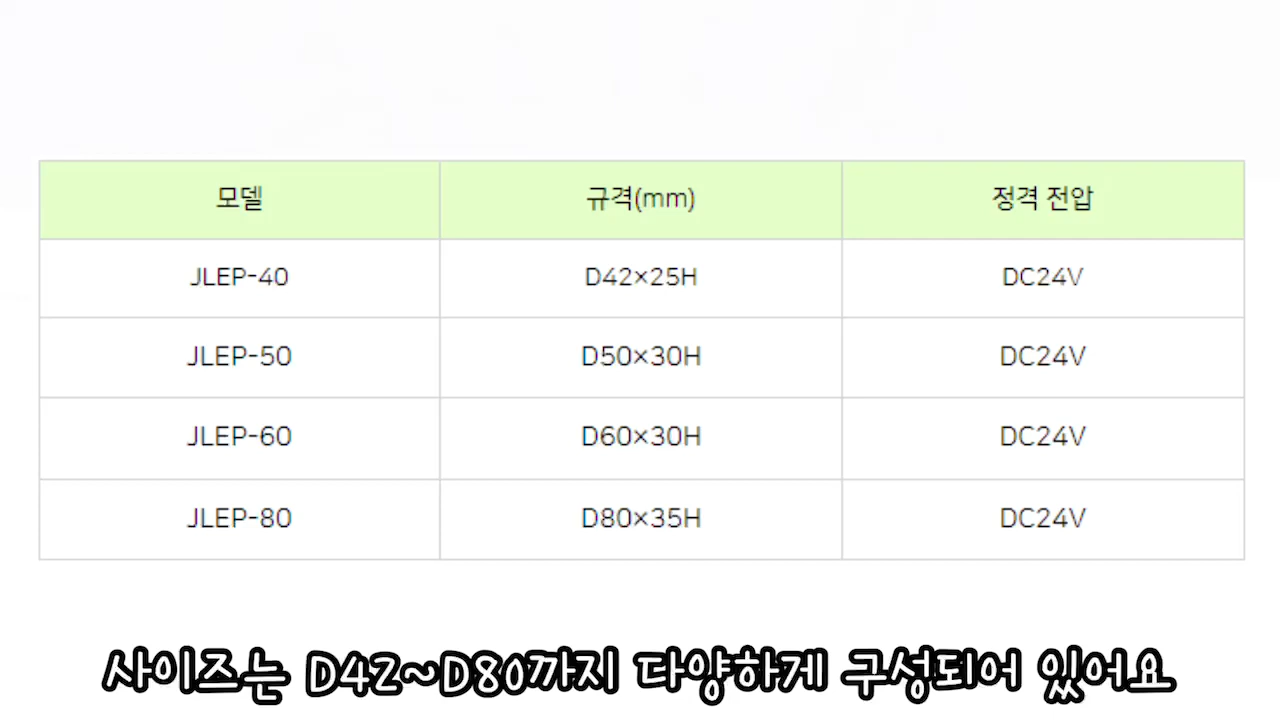 모델 규격(mm) 정격 전압
JLEP-40 D42×25H DC24V
JLEP-50 D50×30H DC24V
JLEP-60 D60×30H DC24V
JLEP-80 D80×35H DC24V
사이즈는 D42~D80까지 다양하게 구성되어 있어요